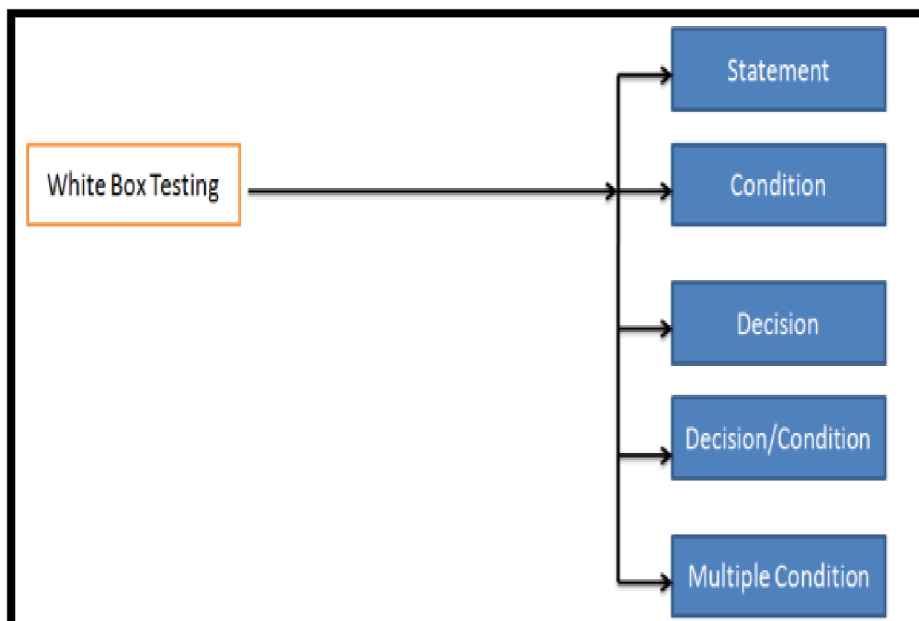 White Box Testing
Statement
Condition
Decision
Decision/Condition
Multiple Condition